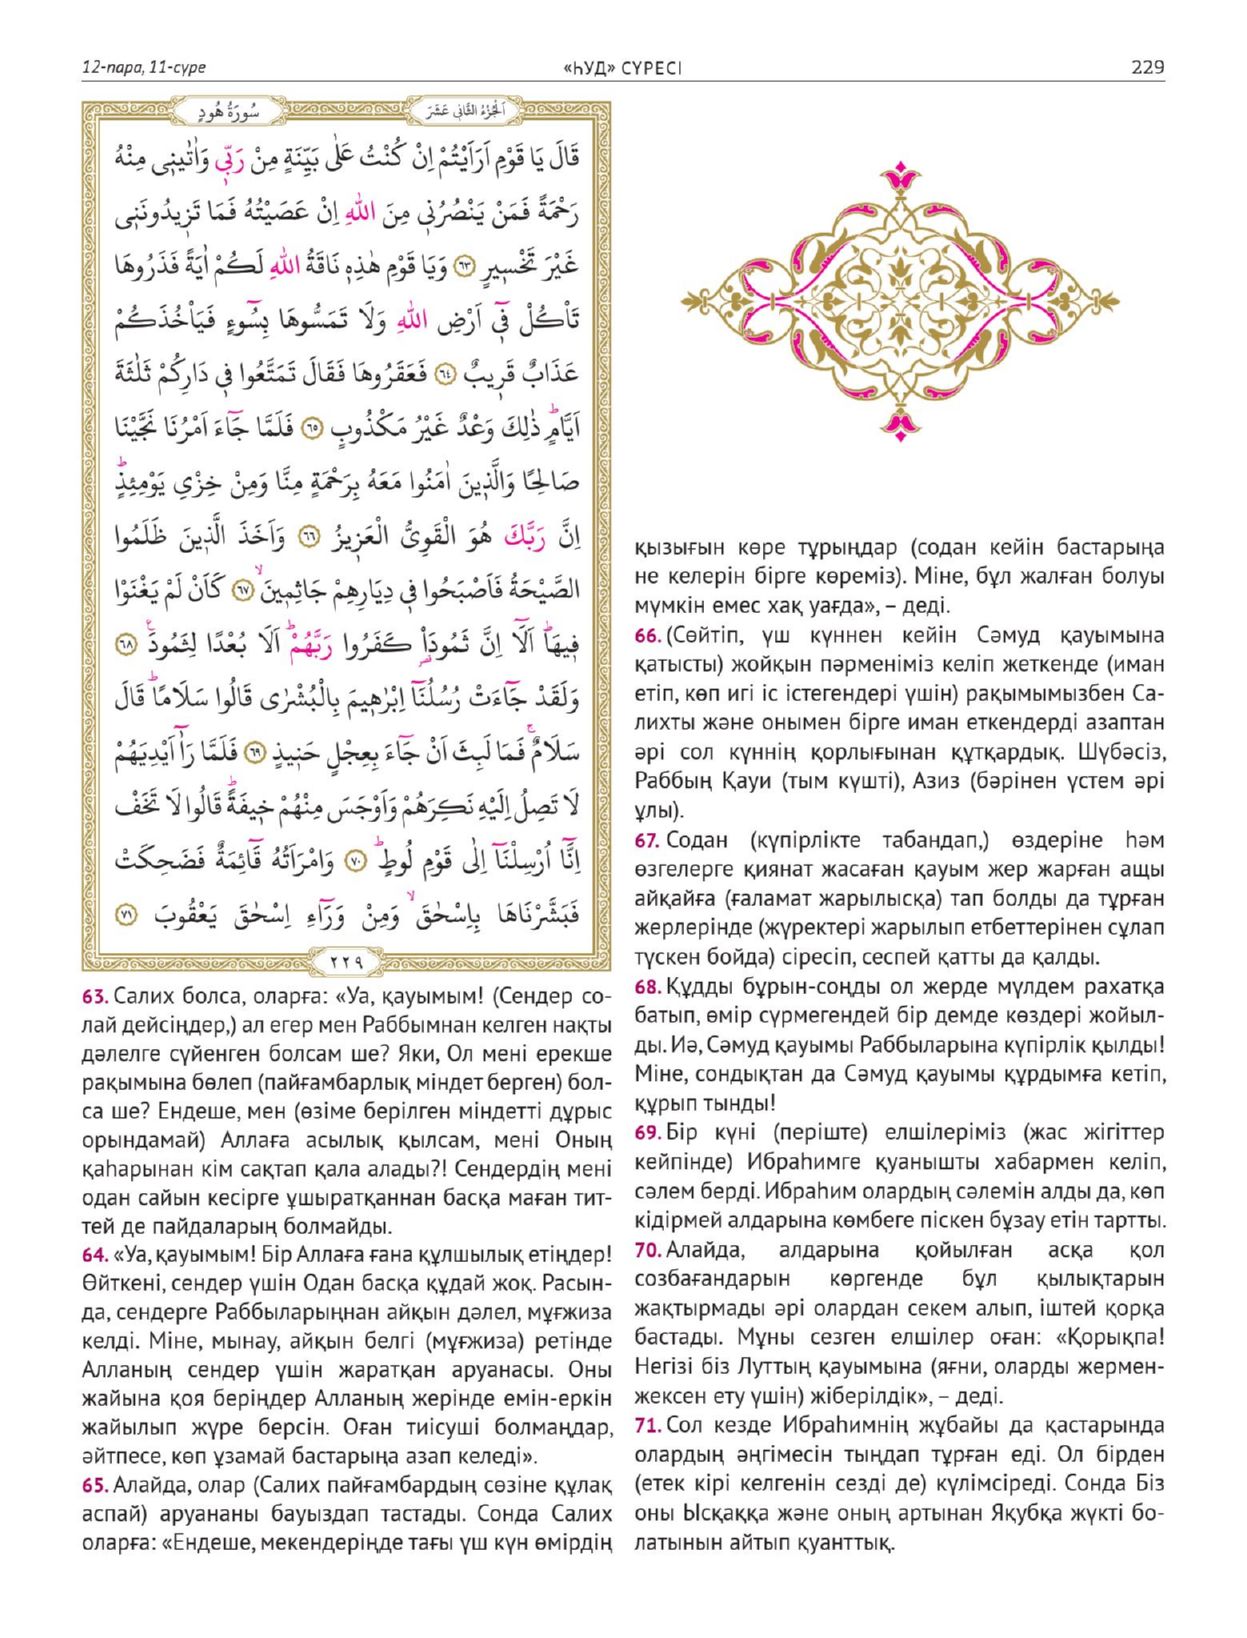 12-пара, 11-сүре
«ҺУД» СҮРЕСІ
229
سُورَةُ هُودٍ
اَلْجُزْءُ الثَّانِي عَشَرَ
قَالَ يَا قَوْمِ اَرَاَيْتُمْ اِنْ كُنْتُ عَلٰى بَيِّنَةٍ مِنْ رَبّٖي وَاٰتٰينٖي مِنْهُ
رَحْمَةً فَمَنْ يَنْصُرُنٖي مِنَ اللّٰهِ اِنْ عَصَيْتُهُ فَمَا تَزٖيدُونَنٖي
غَيْرَ تَخْسٖيرٍ ﴿٦٣﴾ وَيَا قَوْمِ هٰذِهٖ نَاقَةُ اللّٰهِ لَكُمْ اٰيَةً فَذَرُوهَا
تَأْكُلْ فٖٓي اَرْضِ اللّٰهِ وَلَا تَمَسُّوهَا بِسُٓوءٍ فَيَأْخُذَكُمْ
عَذَابٌ قَرٖيبٌ ﴿٦٤﴾ فَعَقَرُوهَا فَقَالَ تَمَتَّعُوا فٖي دَارِكُمْ ثَلٰثَةَ
اَيَّامٍؕ ذٰلِكَ وَعْدٌ غَيْرُ مَكْذُوبٍ ﴿٦٥﴾ فَلَمَّا جَٓاءَ اَمْرُنَا نَجَّيْنَا
صَالِحًا وَالَّذٖينَ اٰمَنُوا مَعَهُ بِرَحْمَةٍ مِنَّا وَمِنْ خِزْيِ يَوْمِئِذٍؕ
اِنَّ رَبَّكَ هُوَ الْقَوِيُّ الْعَزٖيزُ ﴿٦٦﴾ وَاَخَذَ الَّذٖينَ ظَلَمُوا
الصَّيْحَةُ فَاَصْبَحُوا فٖي دِيَارِهِمْ جَاثِمٖينَۙ ﴿٦٧﴾ كَاَنْ لَمْ يَغْنَوْا
فٖيهَاؕ اَلَٓا اِنَّ ثَمُودَا۬ كَفَرُوا رَبَّهُمْؕ اَلَا بُعْدًا لِثَمُودَࣖ ﴿٦٨﴾
وَلَقَدْ جَٓاءَتْ رُسُلُنَٓا اِبْرٰهٖيمَ بِالْبُشْرٰى قَالُوا سَلَامًاؕ قَالَ
سَلَامٌۚ فَمَا لَبِثَ اَنْ جَٓاءَ بِعِجْلٍ حَنٖيذٍ ﴿٦٩﴾ فَلَمَّا رَآٰ اَيْدِيَهُمْ
لَا تَصِلُ اِلَيْهِ نَكِرَهُمْ وَاَوْجَسَ مِنْهُمْ خٖيفَةًؕ قَالُوا لَا تَخَفْ
اِنَّٓا اُرْسِلْنَٓا اِلٰى قَوْمِ لُوطٍؕ ﴿٧٠﴾ وَامْرَاَتُهُ قَٓائِمَةٌ فَضَحِكَتْ
فَبَشَّرْنَاهَا بِاِسْحٰقَۙ وَمِنْ وَرَٓاءِ اِسْحٰقَ يَعْقُوبَ ﴿٧١﴾
٢٢٩
63. Салих болса, оларға: «Уа, қауымым! (Сендер со-
лай дейсіңдер,) ал егер мен Раббымнан келген нақты
дәлелге сүйенген болсам ше? Яки, Ол мені ерекше
рақымына бөлеп (пайғамбарлық міндет берген) бол-
са ше? Ендеше, мен (өзіме берілген міндетті дұрыс
орындамай) Аллаға асылық қылсам, мені Оның
қаһарынан кім сақтап қала алады?! Сендердің мені
одан сайын кесірге ұшыратқаннан басқа маған тит-
тей де пайдаларың болмайды.
64. «Уа, қауымым! Бір Аллаға ғана құлшылық етіңдер!
Өйткені, сендер үшін Одан басқа құдай жоқ. Расын-
да, сендерге Раббыларыңнан айқын дәлел, мұғжиза
келді. Міне, мынау, айқын белгі (мұғжиза) ретінде
Алланың сендер үшін жаратқан аруанасы. Оны
жайына қоя беріңдер Алланың жерінде емін-еркін
жайылып жүре берсін. Оған тиісуші болмаңдар,
әйтпесе, көп ұзамай бастарыңа азап келеді».
65. Алайда, олар (Салих пайғамбардың сөзіне құлақ
аспай) аруананы бауыздап тастады. Сонда Салих
оларға: «Ендеше, мекендеріңде тағы үш күн өмірдің
қызығын көре тұрыңдар (содан кейін бастарыңа
не келерін бірге көреміз). Міне, бұл жалған болуы
мүмкін емес хақ уағда», – деді.
66. (Сөйтіп, үш күннен кейін Сәмуд қауымына
қатысты) жойқын пәрменіміз келіп жеткенде (иман
етіп, көп игі іс істегендері үшін) рақымымызбен Са-
лихты және онымен бірге иман еткендерді азаптан
әрі сол күннің қорлығынан құтқардық. Шүбәсіз,
Раббың Қауи (тым күшті), Азиз (бәрінен үстем әрі
ұлы).
67. Содан (күпірлікте табандап,) өздеріне һәм
өзгелерге қиянат жасаған қауым жер жарған ащы
айқайға (ғаламат жарылысқа) тап болды да тұрған
жерлерінде (жүректері жарылып етбеттерінен сұлап
түскен бойда) сіресіп, сеспей қатты да қалды.
68. Құдды бұрын-соңды ол жерде мүлдем рахатқа
батып, өмір сүрмегендей бір демде көздері жойыл-
ды. Иә, Сәмуд қауымы Раббыларына күпірлік қылды!
Міне, сондықтан да Сәмуд қауымы құрдымға кетіп,
құрып тынды!
69. Бір күні (періште) елшілеріміз (жас жігіттер
кейпінде) Ибраһимге қуанышты хабармен келіп,
сәлем берді. Ибраһим олардың сәлемін алды да, көп
кідірмей алдарына көмбеге піскен бұзау етін тартты.
70. Алайда, алдарына қойылған асқа қол
созбағандарын көргенде бұл қылықтарын
жақтырмады әрі олардан секем алып, іштей қорқа
бастады. Мұны сезген елшілер оған: «Қорықпа!
Негізі біз Луттың қауымына (яғни, оларды жермен-
жексен ету үшін) жіберілдік», – деді.
71. Сол кезде Ибраһимнің жұбайы да қастарында
олардың әңгімесін тыңдап тұрған еді. Ол бірден
(етек кірі келгенін сезді де) күлімсіреді. Сонда Біз
оны Ысқаққа және оның артынан Яқубқа жүкті бо-
латынын айтып қуанттық.